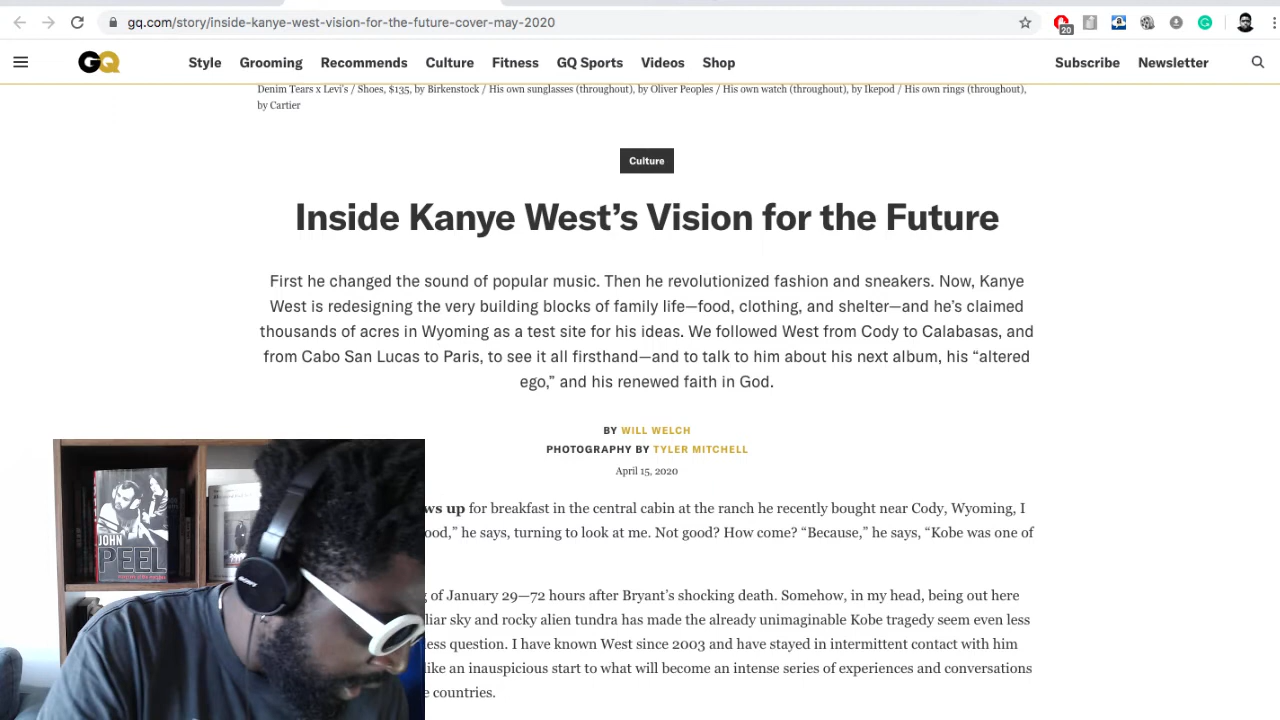 gq.com/story/inside-kanye-west-vision-for-the-future-cover-may-2020
20
GQ
Style Grooming Recommends Culture Fitness GQ Sports Videos Shop
Subscribe Newsletter
Denim Tears x Levi's / Shoes, $135, by Birkenstock / His own sunglasses (throughout), by Oliver Peoples / His own watch (throughout), by Ikepod / His own rings (throughout),
by Cartier
Culture
Inside Kanye West’s Vision for the Future
First he changed the sound of popular music. Then he revolutionized fashion and sneakers. Now, Kanye
West is redesigning the very building blocks of family life—food, clothing, and shelter—and he’s claimed
thousands of acres in Wyoming as a test site for his ideas. We followed West from Cody to Calabasas, and
from Cabo San Lucas to Paris, to see it all firsthand—and to talk to him about his next album, his “altered
ego,” and his renewed faith in God.
BY WILL WELCH
PHOTOGRAPHY BY TYLER MITCHELL
April 15, 2020
ws up for breakfast in the central cabin at the ranch he recently bought near Cody, Wyoming, I
ood,” he says, turning to look at me. Not good? How come? “Because,” he says, “Kobe was one of
g of January 29—72 hours after Bryant’s shocking death. Somehow, in my head, being out here
liar sky and rocky alien tundra has made the already unimaginable Kobe tragedy seem even less
less question. I have known West since 2003 and have stayed in intermittent contact with him
like an inauspicious start to what will become an intense series of experiences and conversations
e countries.
JOHN
PEEL
SONY